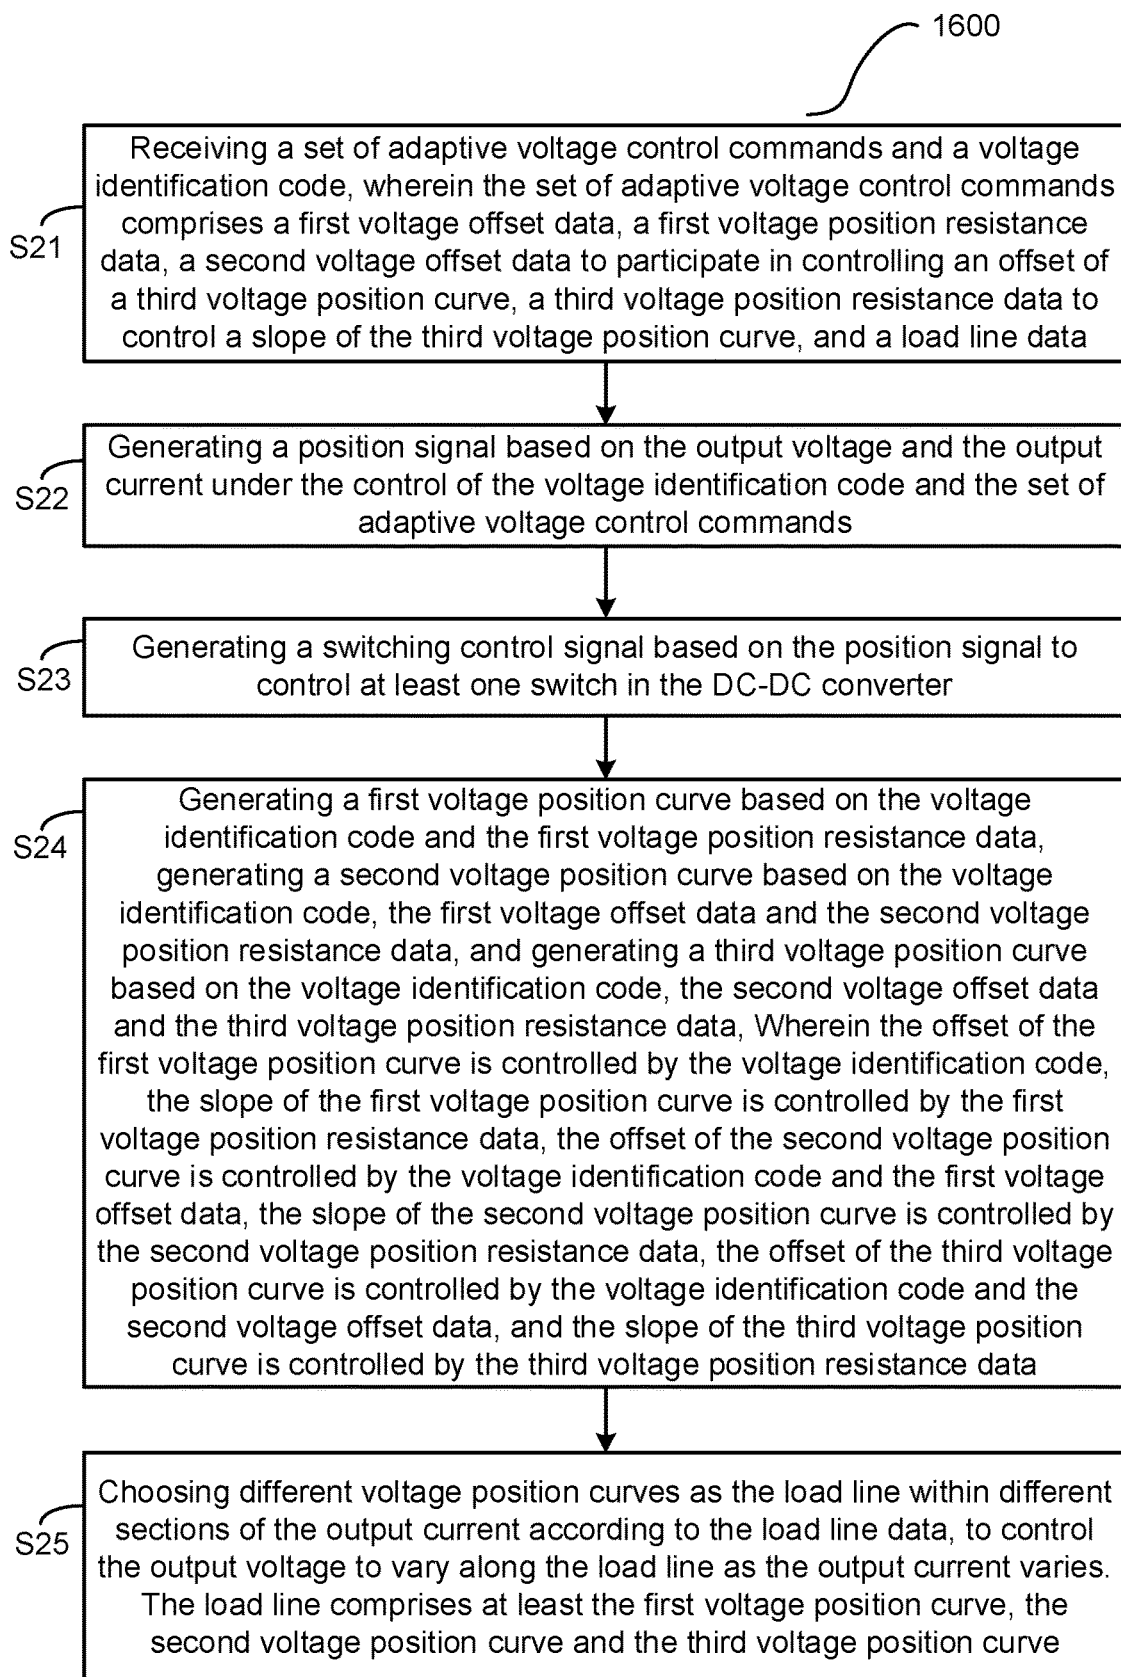 1600
Receiving a set of adaptive voltage control commands and a voltage
identification code, wherein the set of adaptive voltage control commands
comprises a first voltage offset data, a first voltage position resistance
data, a second voltage offset data to participate in controlling an offset of
a third voltage position curve, a third voltage position resistance data to
control a slope of the third voltage position curve, and a load line data
S21
Generating a position signal based on the output voltage and the output
current under the control of the voltage identification code and the set of
adaptive voltage control commands
S22
Generating a switching control signal based on the position signal to
control at least one switch in the DC-DC converter
S23
Generating a first voltage position curve based on the voltage
identification code and the first voltage position resistance data,
generating a second voltage position curve based on the voltage
identification code, the first voltage offset data and the second voltage
position resistance data, and generating a third voltage position curve
based on the voltage identification code, the second voltage offset data
and the third voltage position resistance data, Wherein the offset of the
first voltage position curve is controlled by the voltage identification code,
the slope of the first voltage position curve is controlled by the first
voltage position resistance data, the offset of the second voltage position
curve is controlled by the voltage identification code and the first voltage
offset data, the slope of the second voltage position curve is controlled by
the second voltage position resistance data, the offset of the third voltage
position curve is controlled by the voltage identification code and the
second voltage offset data, and the slope of the third voltage position
curve is controlled by the third voltage position resistance data
S24
Choosing different voltage position curves as the load line within different
sections of the output current according to the load line data, to control
the output voltage to vary along the load line as the output current varies.
The load line comprises at least the first voltage position curve, the
second voltage position curve and the third voltage position curve
S25